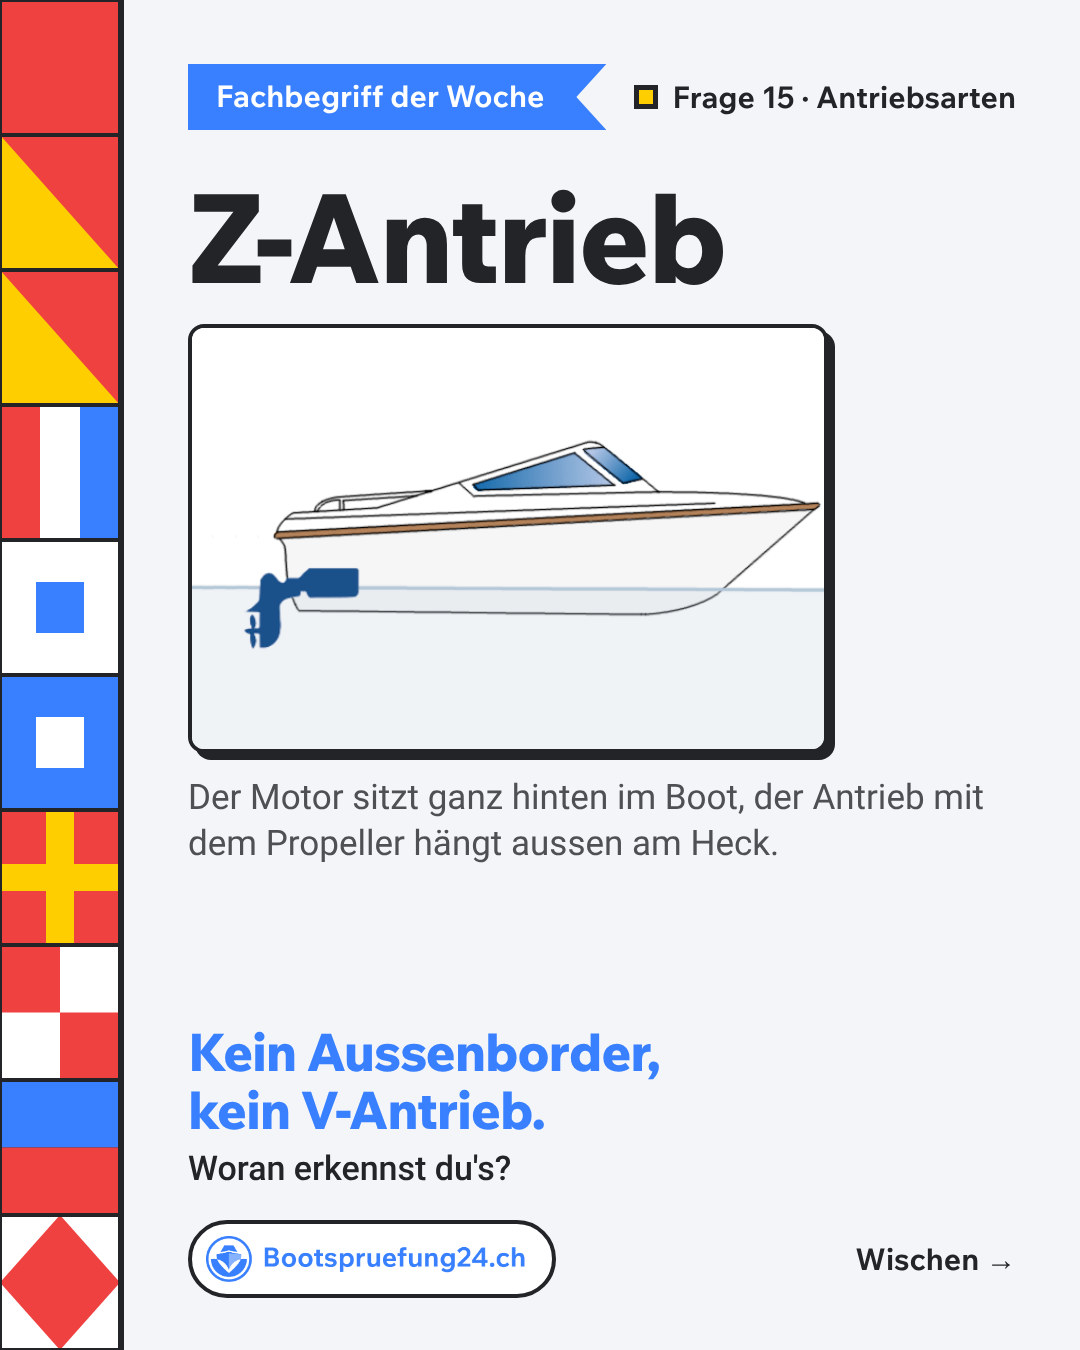 Fachbegriff der Woche
Frage 15 · Antriebsarten
Z-Antrieb
Der Motor sitzt ganz hinten im Boot, der Antrieb mit
dem Propeller hängt aussen am Heck.
Kein Aussenborder,
kein V-Antrieb.
Woran erkennst du's?
Bootspruefung24.ch
Wischen →